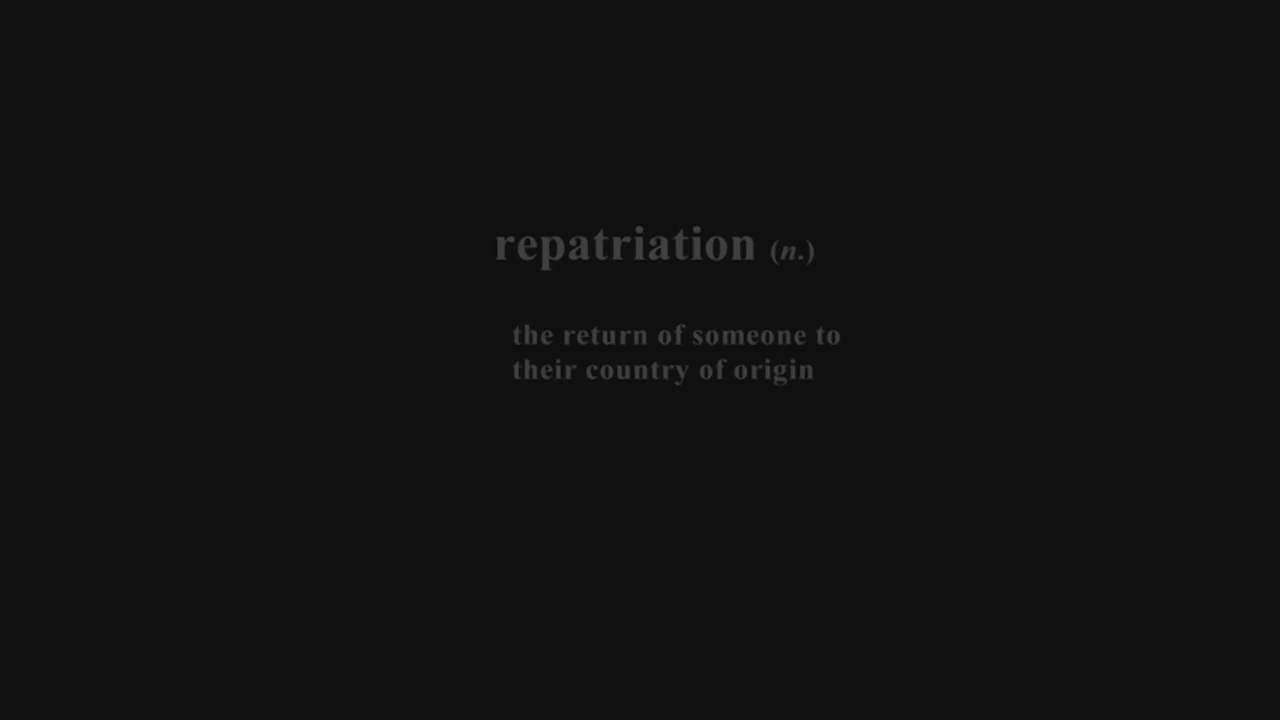 repatriation (n.)
the return of someone to
their country of origin